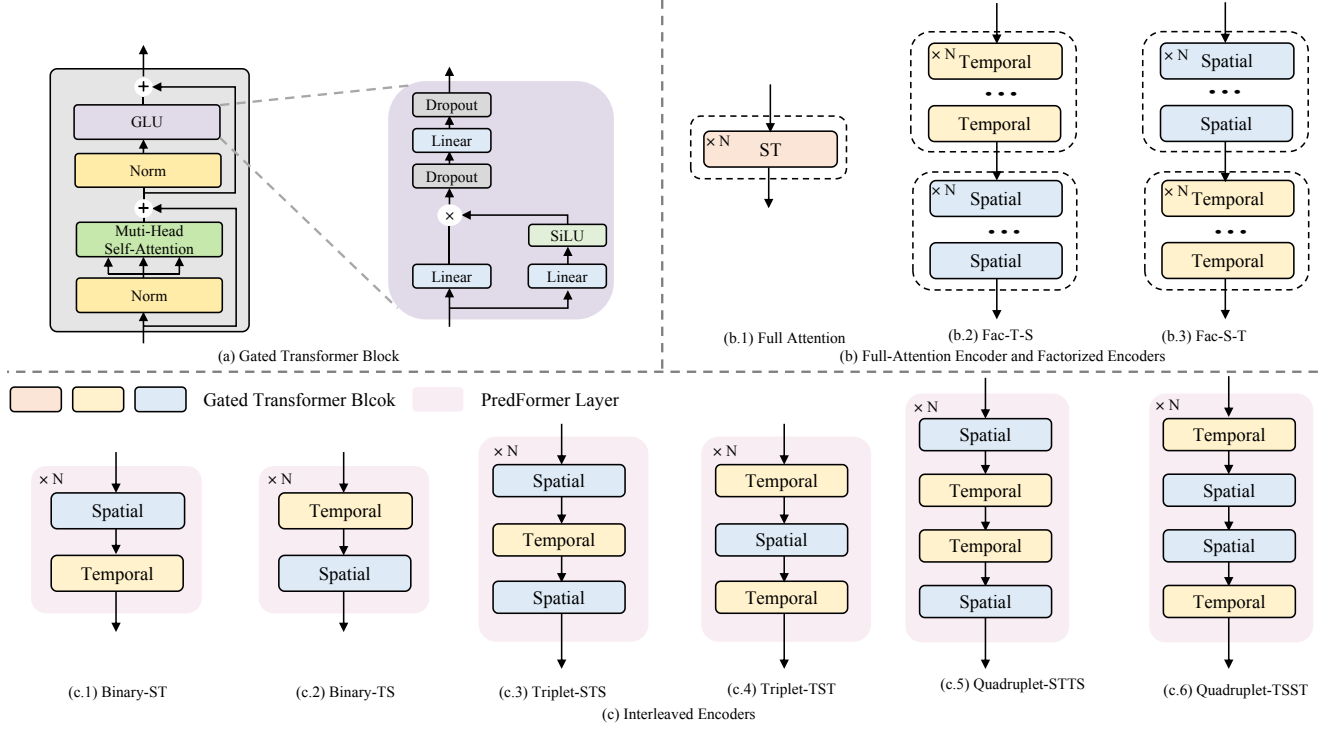 +
GLU
Norm
+
Muti-Head
Self-Attention
Norm
Dropout
Linear
Dropout
×
SiLU
Linear
Linear
(a) Gated Transformer Block
× N
ST
(b.1) Full Attention
× N Temporal
• • •
Temporal
× N
Spatial
• • •
Spatial
(b.2) Fac-T-S
× N
Spatial
• • •
Spatial
× N Temporal
• • •
Temporal
(b.3) Fac-S-T
(b) Full-Attention Encoder and Factorized Encoders
Gated Transformer Blcok
PredFormer Layer
× N
Spatial
Temporal
(c.1) Binary-ST
× N
Temporal
Spatial
(c.2) Binary-TS
× N
Spatial
Temporal
Spatial
(c.3) Triplet-STS
× N
Temporal
Spatial
Temporal
(c.4) Triplet-TST
× N
Spatial
Temporal
Temporal
Spatial
(c.5) Quadruplet-STTS
× N
Temporal
Spatial
Spatial
Temporal
(c.6) Quadruplet-TSST
(c) Interleaved Encoders